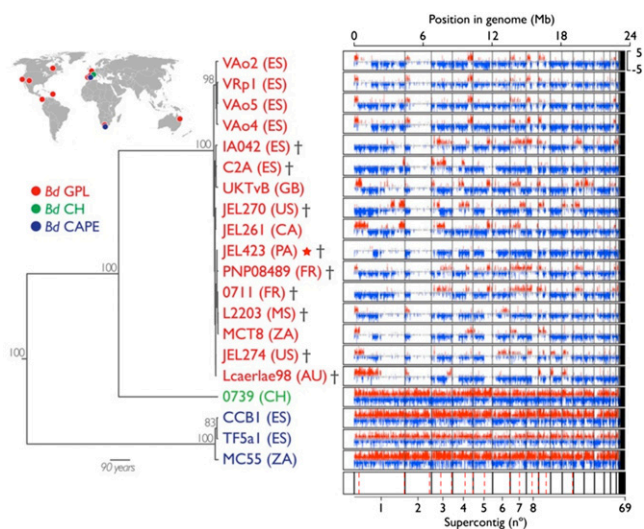 Position in genome (Mb)
0 6 12 18 24
5
-5
VAo2 (ES)
98
VRp1 (ES)
VAo5 (ES)
VAo4 (ES)
100
IA042 (ES) †
C2A (ES) †
UKTvB (GB)
JEL270 (US) †
JEL261 (CA)
JEL423 (PA) ★ †
PNP08489 (FR) †
0711 (FR) †
L2203 (MS) †
MCT8 (ZA)
JEL274 (US) †
Lcaerlae98 (AU) †
Bd GPL
Bd CH
Bd CAPE
100
0739 (CH)
100
83
CCB1 (ES)
TF5a1 (ES)
100
MC55 (ZA)
90 years
1 2 3 4 5 6 7 8 69
Supercontig (nº)